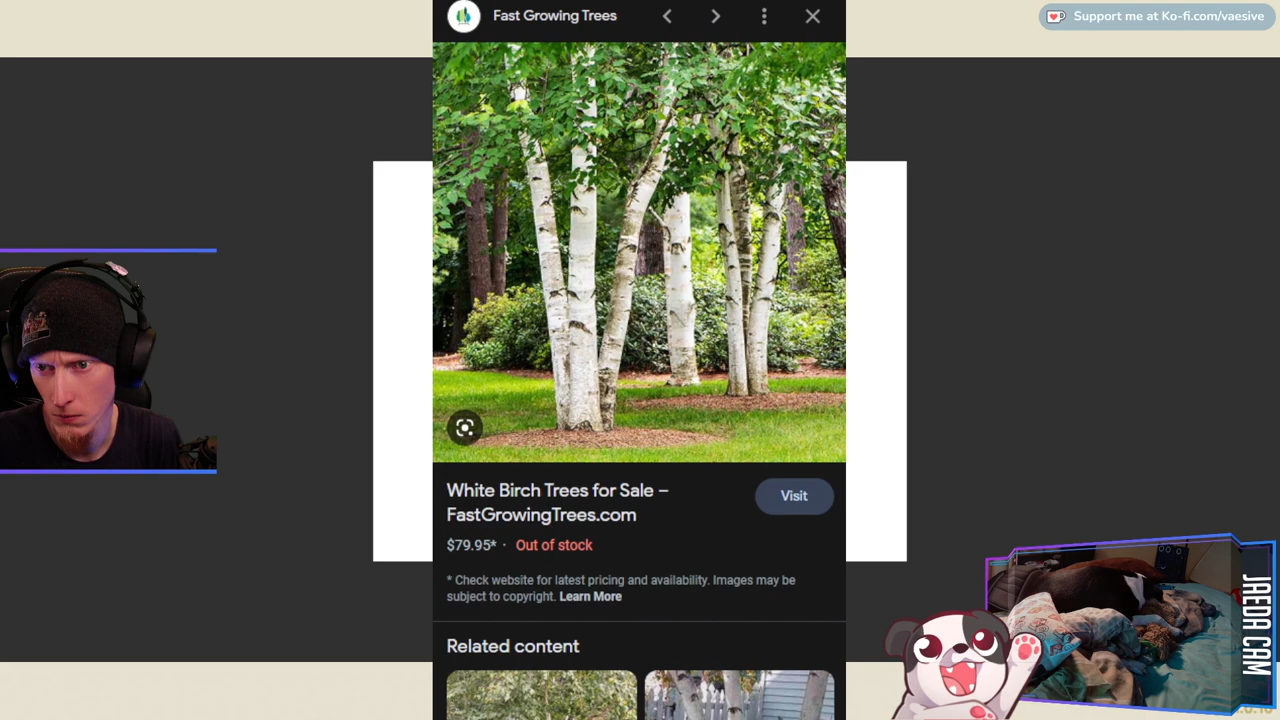 Fast Growing Trees
Support me at Ko-fi.com/vaesive
White Birch Trees for Sale –
FastGrowingTrees.com
Visit
$79.95* · Out of stock
* Check website for latest pricing and availability. Images may be
subject to copyright. Learn More
Related content
JAEDA CAM